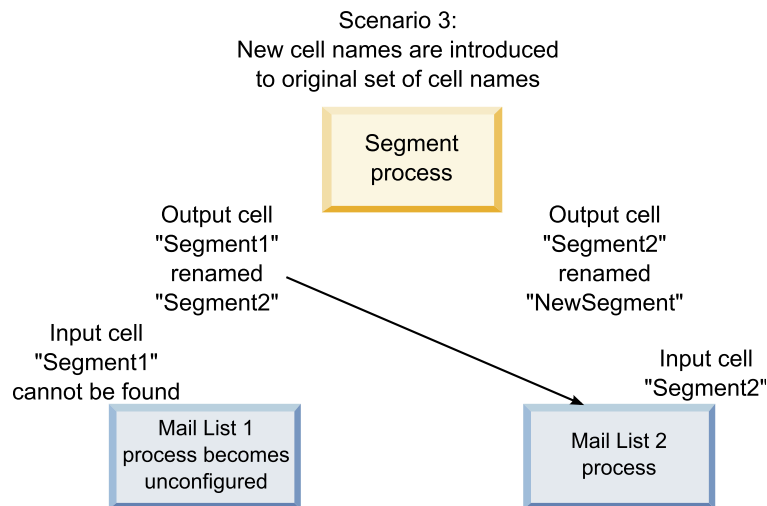 Scenario 3:
New cell names are introduced
to original set of cell names
Segment
process
Output cell
"Segment1"
renamed
"Segment2"
Output cell
"Segment2"
renamed
"NewSegment"
Input cell
"Segment1"
cannot be found
Input cell
"Segment2"
Mail List 1
process becomes
unconfigured
Mail List 2
process